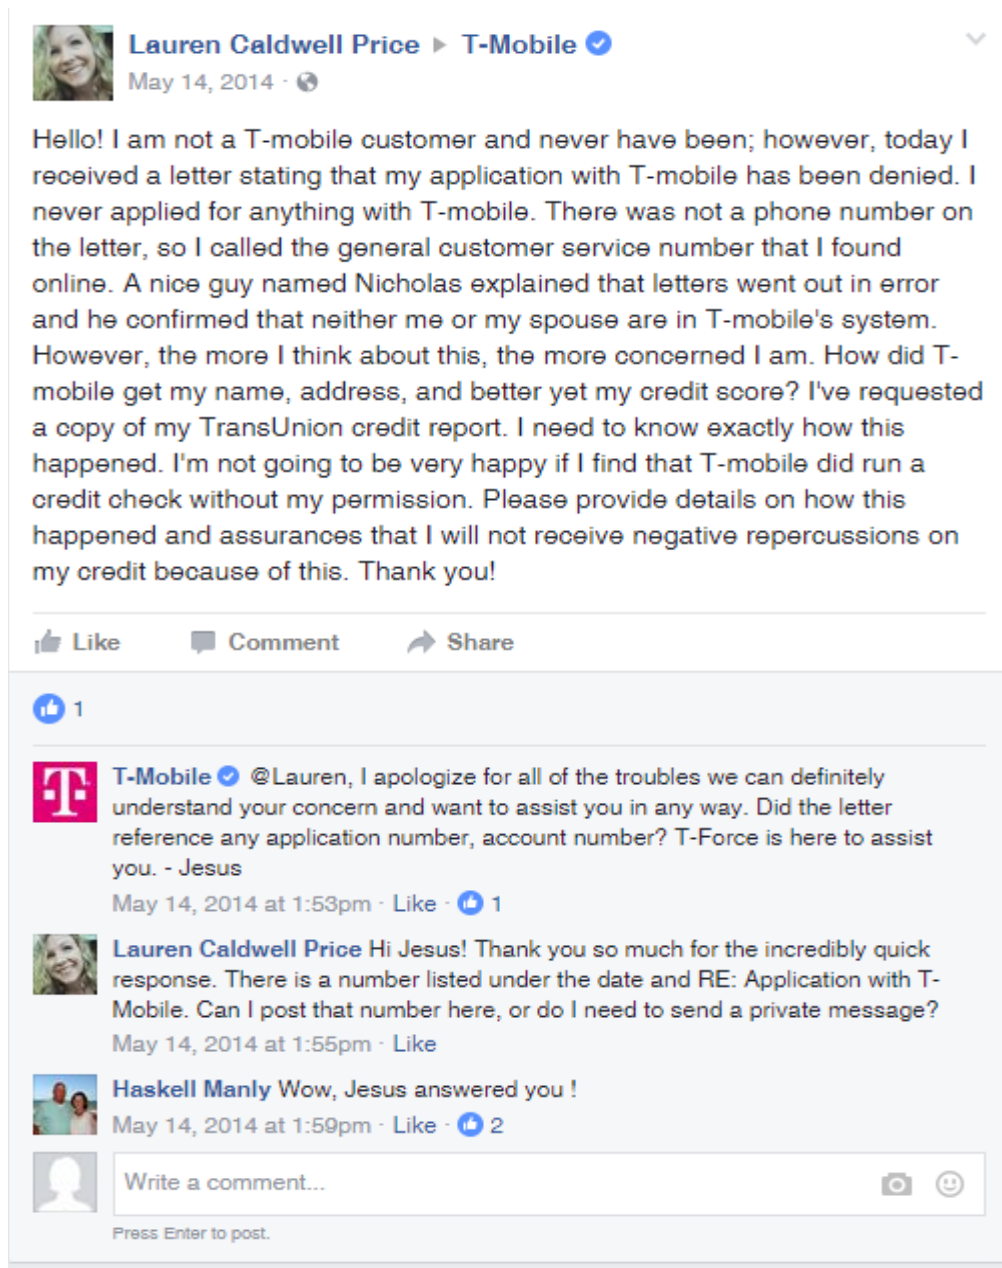 Lauren Caldwell Price ▸ T-Mobile
May 14, 2014 ·
Hello! I am not a T-mobile customer and never have been; however, today I
received a letter stating that my application with T-mobile has been denied. I
never applied for anything with T-mobile. There was not a phone number on
the letter, so I called the general customer service number that I found
online. A nice guy named Nicholas explained that letters went out in error
and he confirmed that neither me or my spouse are in T-mobile's system.
However, the more I think about this, the more concerned I am. How did T-
mobile get my name, address, and better yet my credit score? I've requested
a copy of my TransUnion credit report. I need to know exactly how this
happened. I'm not going to be very happy if I find that T-mobile did run a
credit check without my permission. Please provide details on how this
happened and assurances that I will not receive negative repercussions on
my credit because of this. Thank you!
Like Comment Share
1
T-Mobile @Lauren, I apologize for all of the troubles we can definitely
understand your concern and want to assist you in any way. Did the letter
reference any application number, account number? T-Force is here to assist
you. - Jesus
May 14, 2014 at 1:53pm · Like · 1
Lauren Caldwell Price Hi Jesus! Thank you so much for the incredibly quick
response. There is a number listed under the date and RE: Application with T-
Mobile. Can I post that number here, or do I need to send a private message?
May 14, 2014 at 1:55pm · Like
Haskell Manly Wow, Jesus answered you !
May 14, 2014 at 1:59pm · Like · 2
Write a comment...
Press Enter to post.